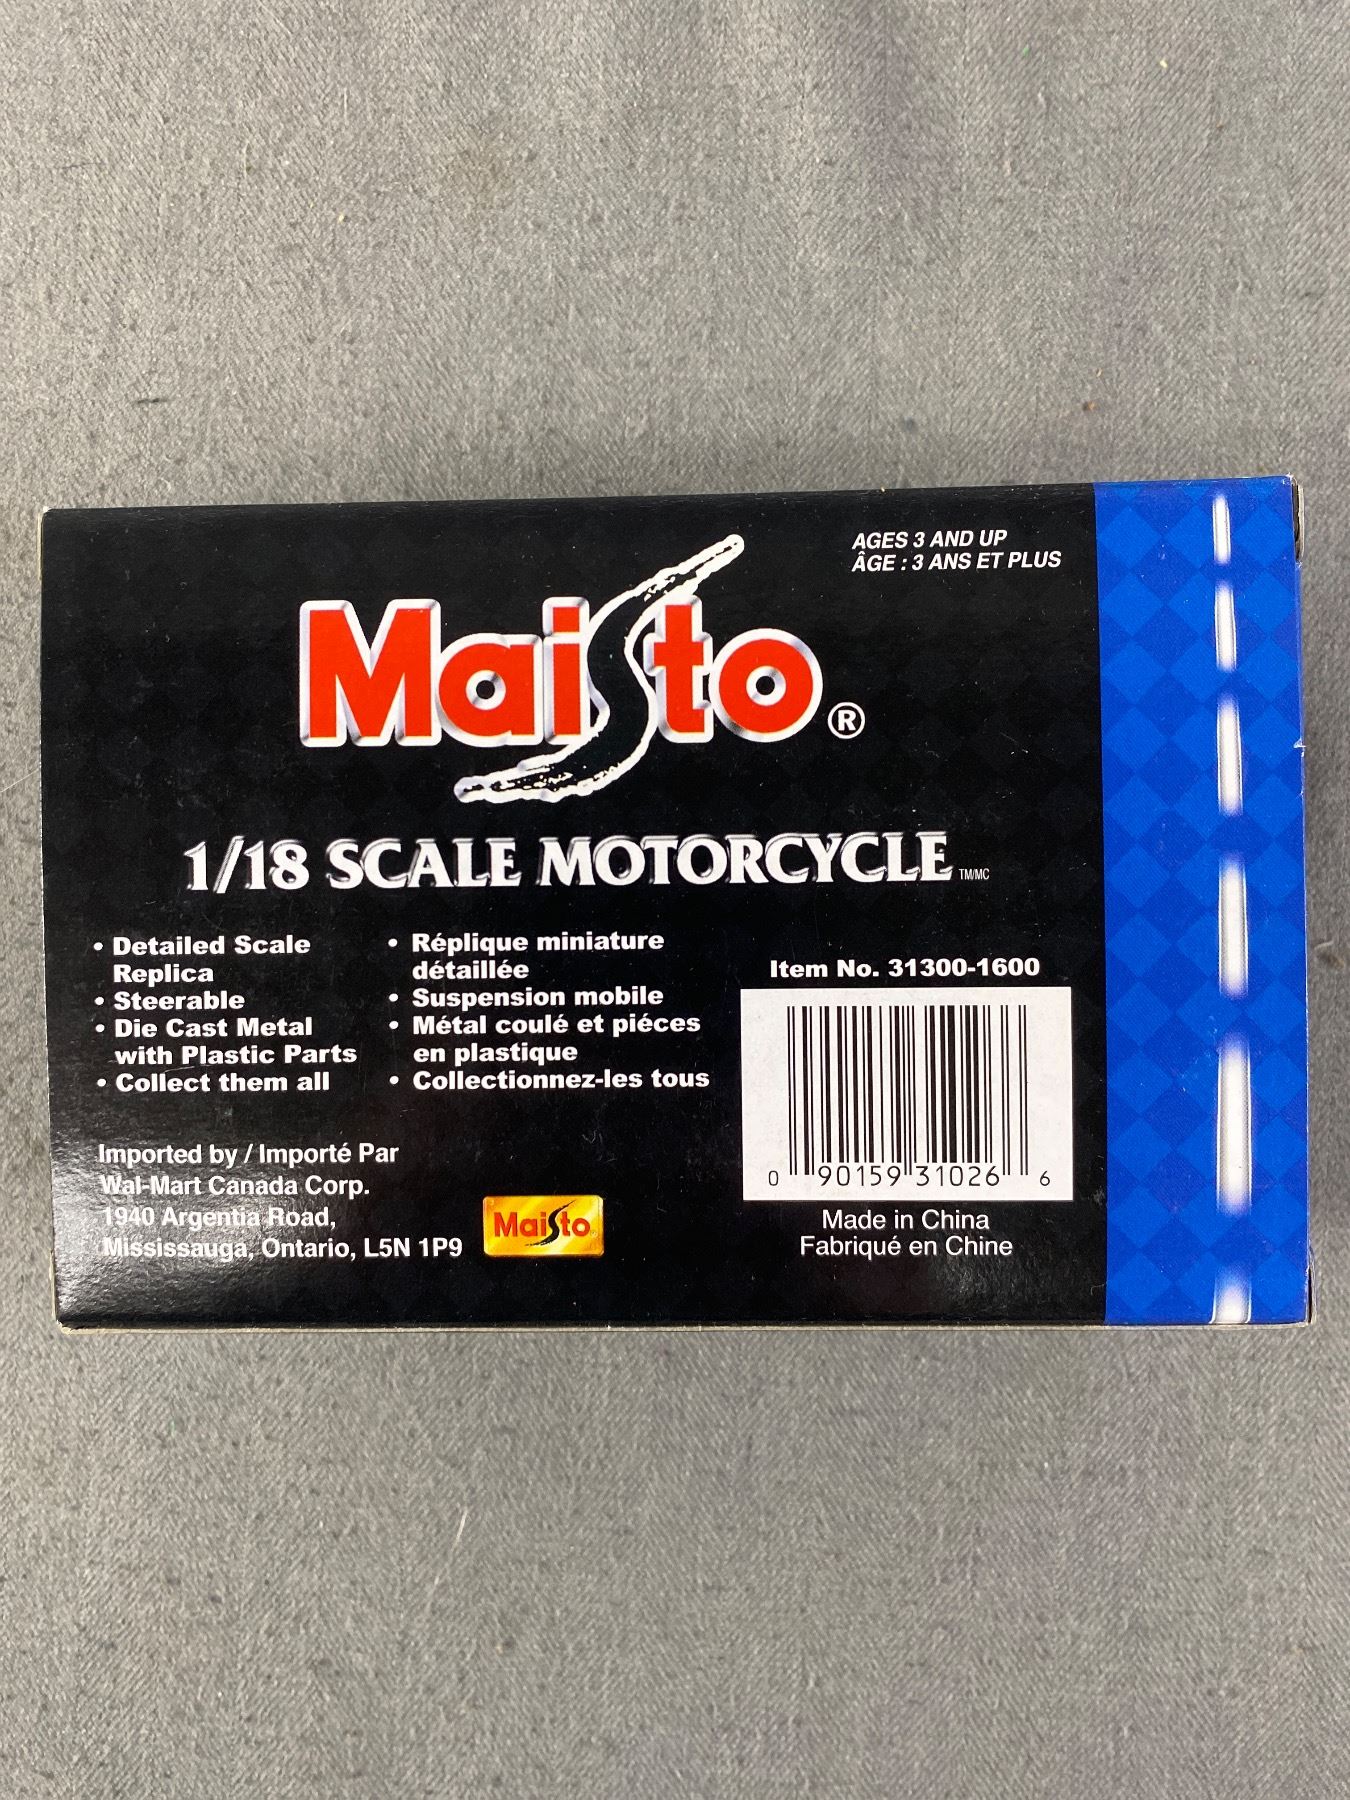 AGES 3 AND UP
ÂGE : 3 ANS ET PLUS
Maisto®
1/18 SCALE MOTORCYCLE TM/MC
• Detailed Scale
Replica
• Steerable
• Die Cast Metal
with Plastic Parts
• Collect them all
• Réplique miniature
détaillée
• Suspension mobile
• Métal coulé et piéces
en plastique
• Collectionnez-les tous
Item No. 31300-1600
0 90159 31026 6
Made in China
Fabriqué en Chine
Imported by / Importé Par
Wal-Mart Canada Corp.
1940 Argentia Road,
Mississauga, Ontario, L5N 1P9
Maisto